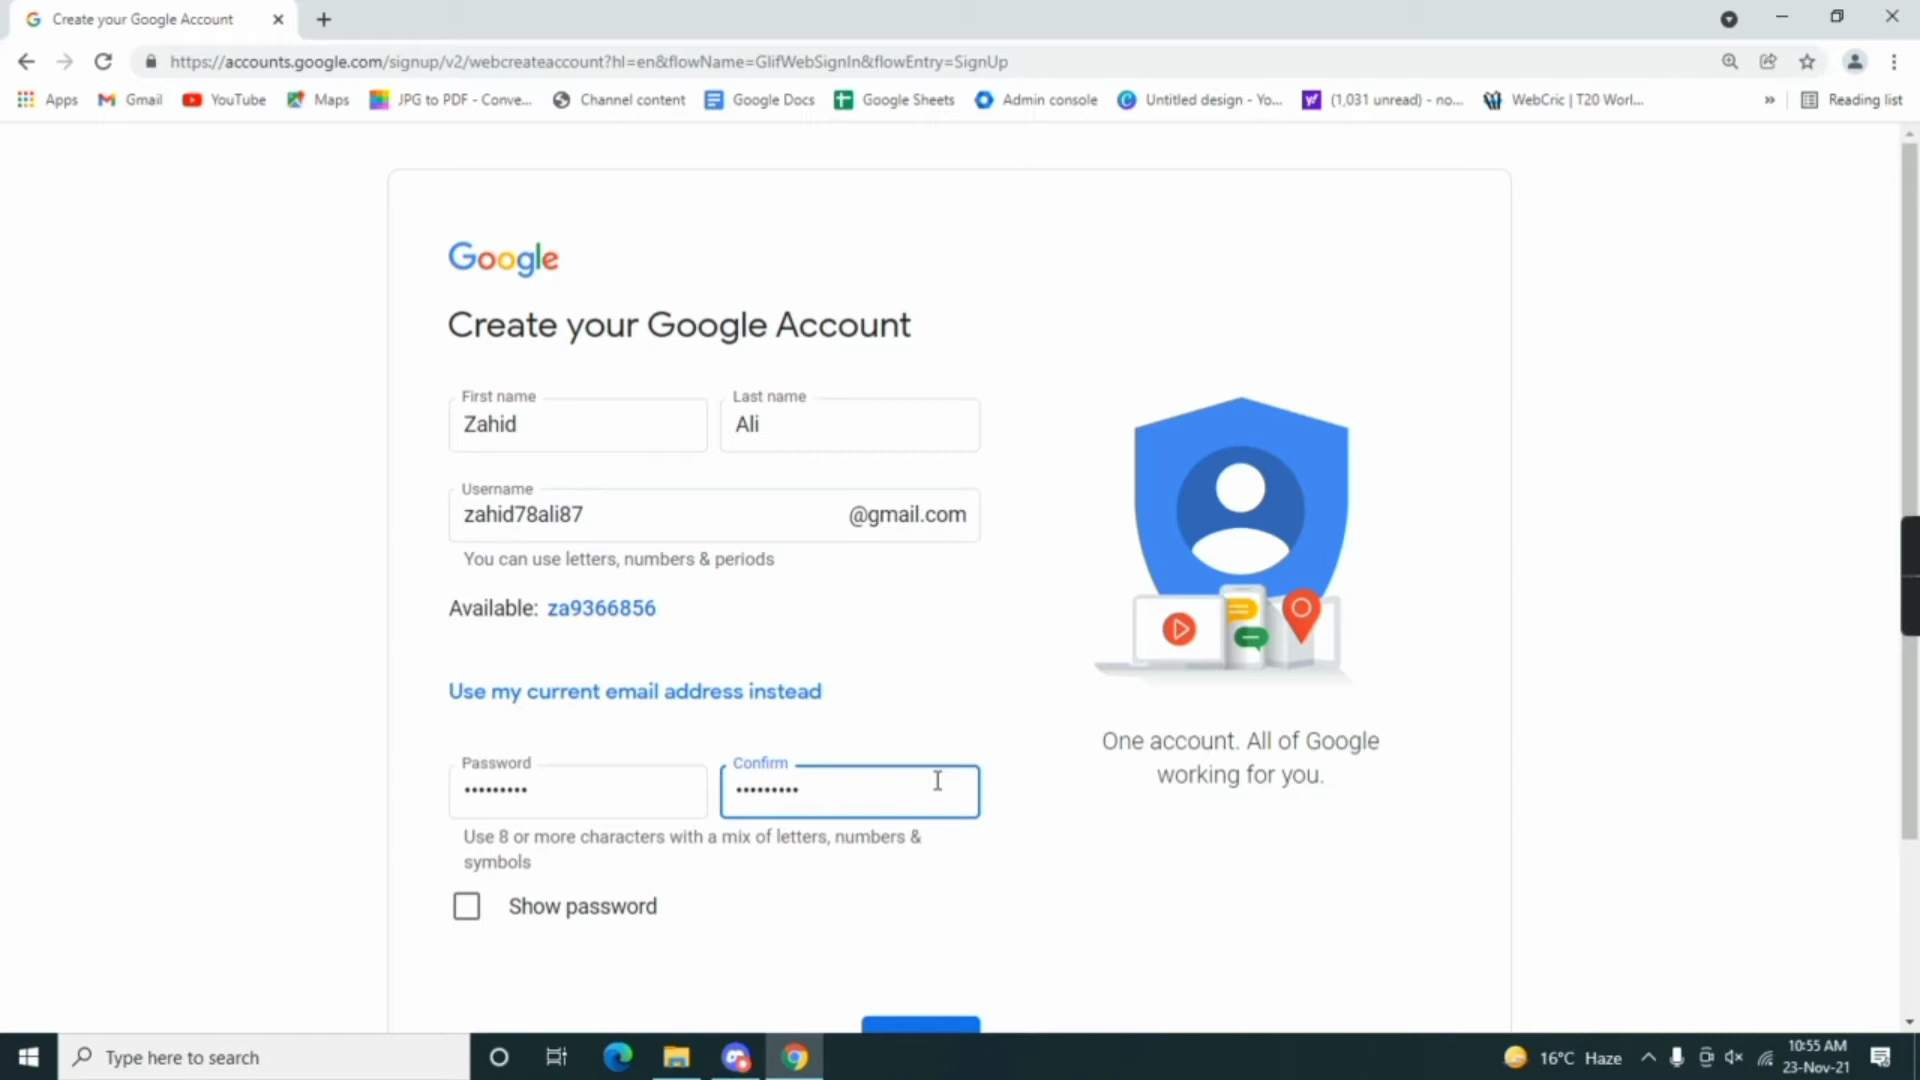 Create your Google Account
https://accounts.google.com/signup/v2/webcreateaccount?hl=en&flowName=GlifWebSignIn&flowEntry=SignUp
Apps Gmail YouTube Maps JPG to PDF - Conve... Channel content Google Docs Google Sheets Admin console Untitled design - Yo... (1,031 unread) - no... WebCric | T20 Worl... » Reading list
Google
Create your Google Account
First name Last name
Zahid Ali
Username
zahid78ali87 @gmail.com
You can use letters, numbers & periods
Available: za9366856
Use my current email address instead
Password Confirm
••••••••• •••••••••
Use 8 or more characters with a mix of letters, numbers &
symbols
Show password
One account. All of Google
working for you.
Type here to search
16°C Haze
10:55 AM
23-Nov-21